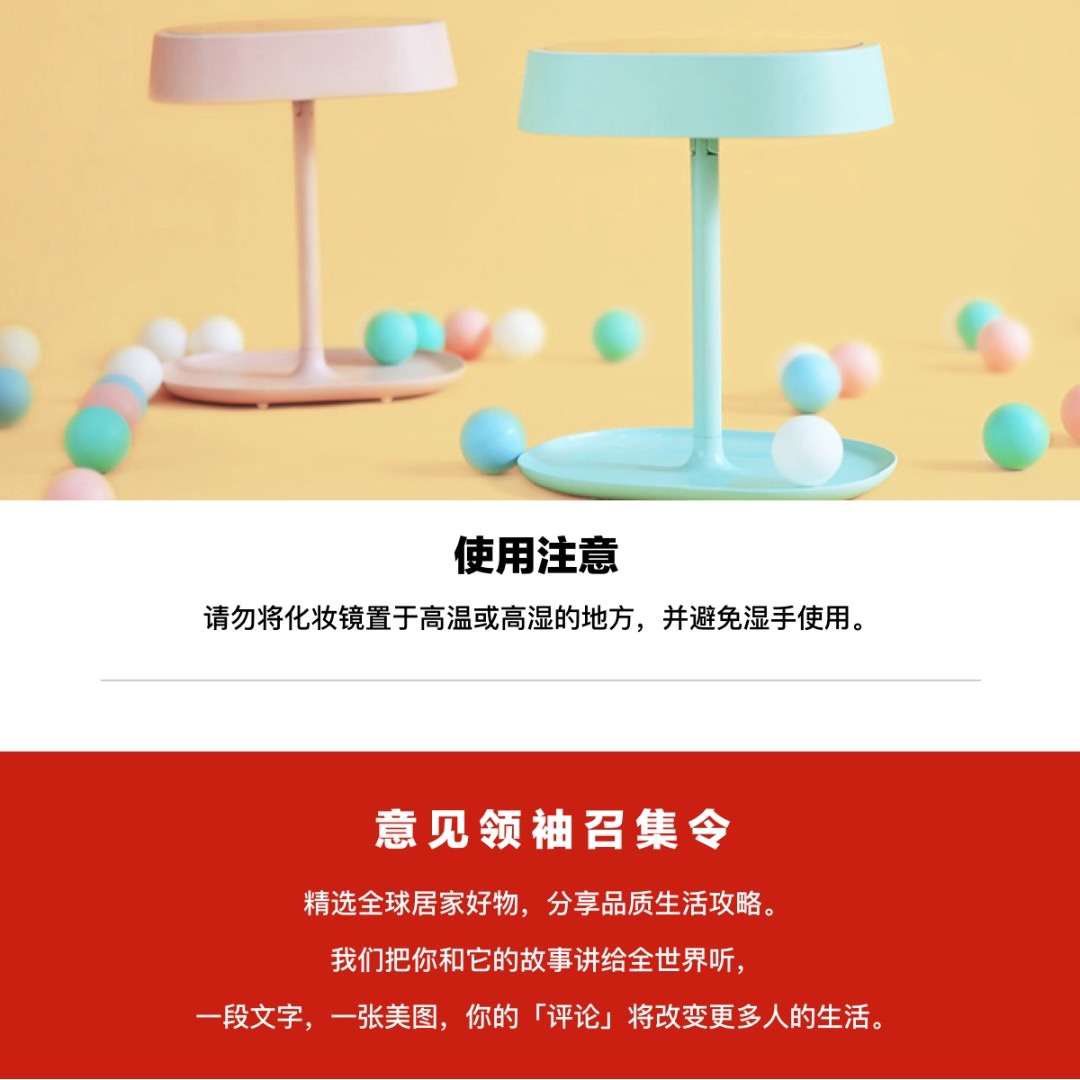 使用注意
请勿将化妆镜置于高温或高湿的地方，并避免湿手使用。
意见领袖召集令
精选全球居家好物，分享品质生活攻略。
我们把你和它的故事讲给全世界听，
一段文字，一张美图，你的「评论」将改变更多人的生活。